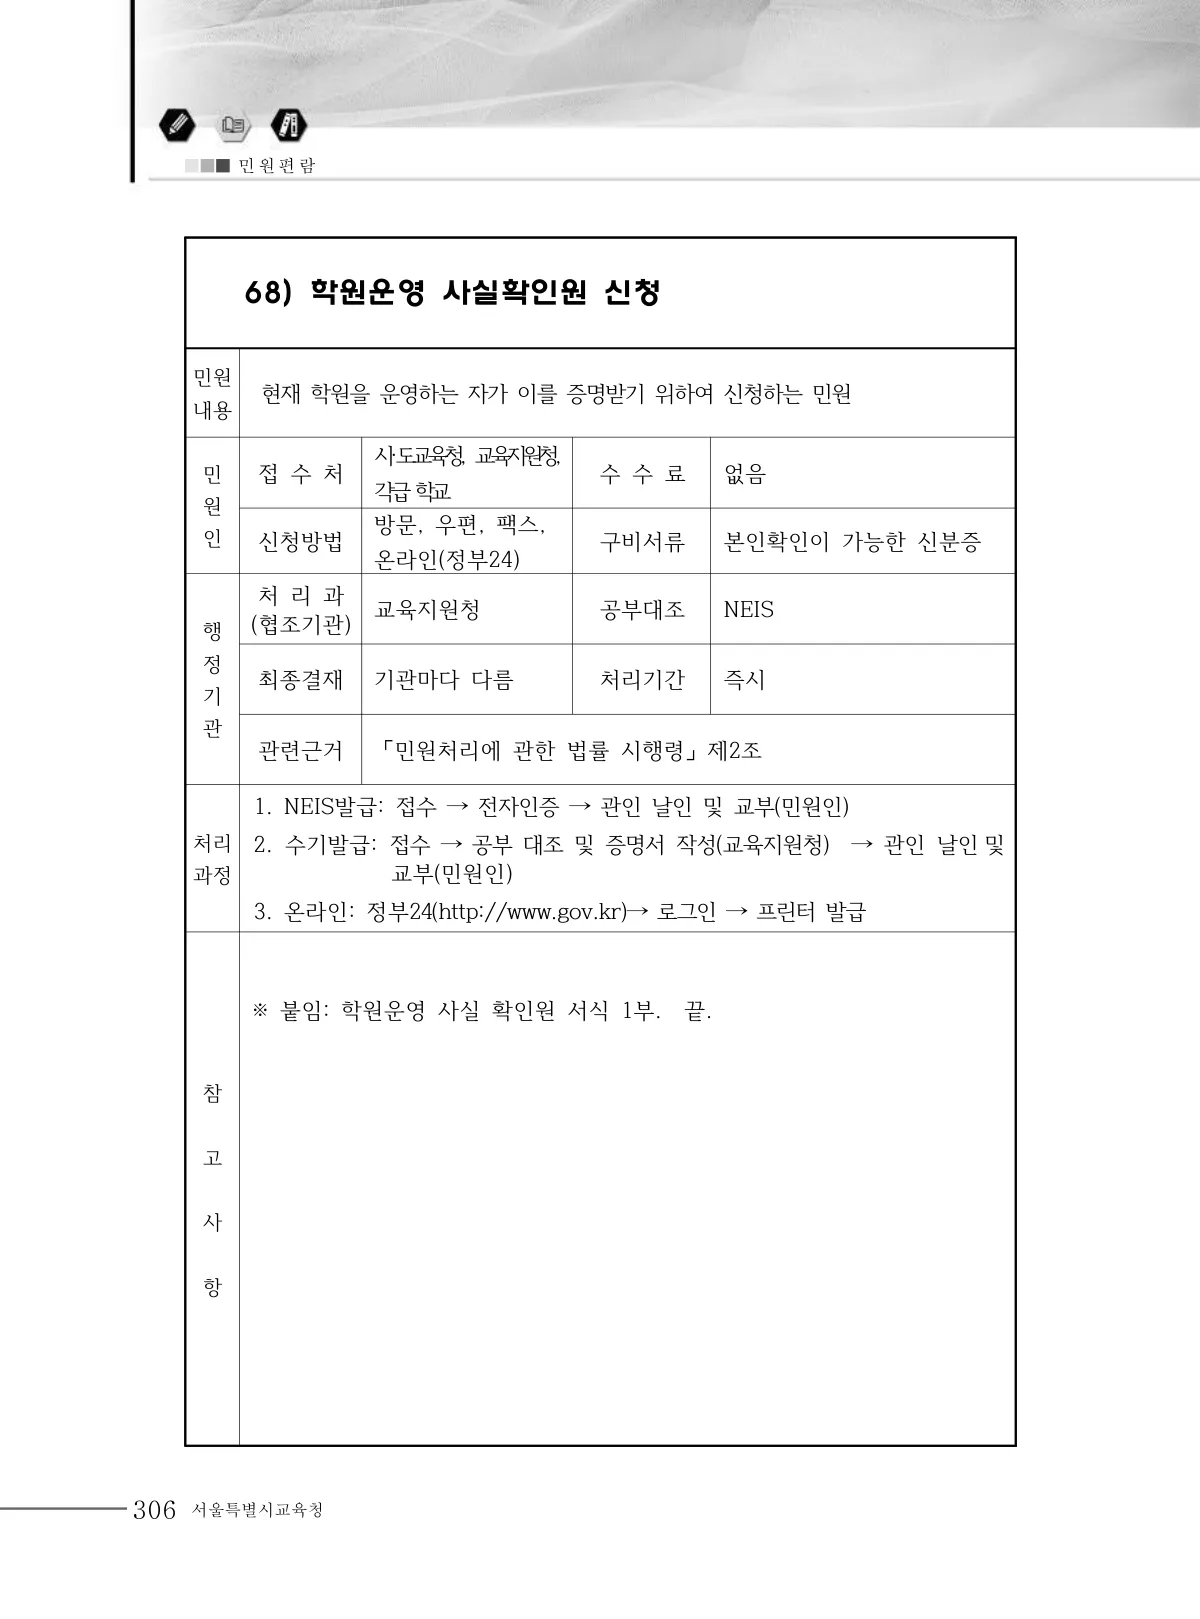 민원편람
68) 학원운영 사실확인원 신청
민원
내용
현재 학원을 운영하는 자가 이를 증명받기 위하여 신청하는 민원
민
원
인
접 수 처
시·도교육청, 교육지원청,
각급 학교
수 수 료
없음
신청방법
방문, 우편, 팩스,
온라인(정부24)
구비서류
본인확인이 가능한 신분증
행
정
기
관
처 리 과
(협조기관)
교육지원청
공부대조
NEIS
최종결재
기관마다 다름
처리기간
즉시
관련근거
「민원처리에 관한 법률 시행령」제2조
처리
과정
1. NEIS발급: 접수 → 전자인증 → 관인 날인 및 교부(민원인)
2. 수기발급: 접수 → 공부 대조 및 증명서 작성(교육지원청) → 관인 날인 및
교부(민원인)
3. 온라인: 정부24(http://www.gov.kr)→ 로그인 → 프린터 발급
참
고
사
항
※ 붙임: 학원운영 사실 확인원 서식 1부. 끝.
306 서울특별시교육청